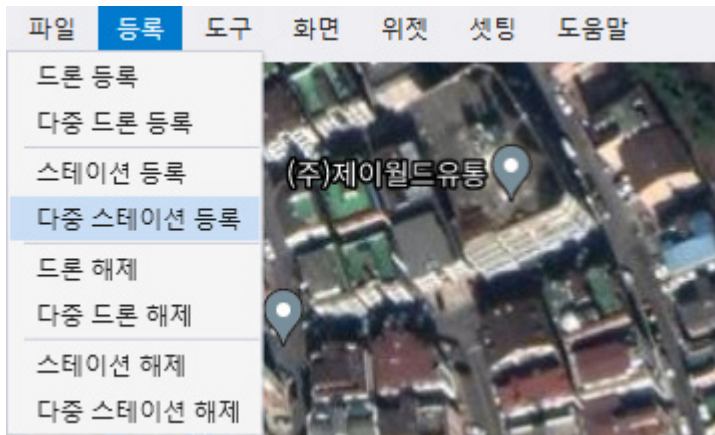 파일 등록 도구 화면 위젯 셋팅 도움말
드론 등록
다중 드론 등록
스테이션 등록
(주)제이월드유통
다중 스테이션 등록
드론 해제
다중 드론 해제
스테이션 해제
다중 스테이션 해제